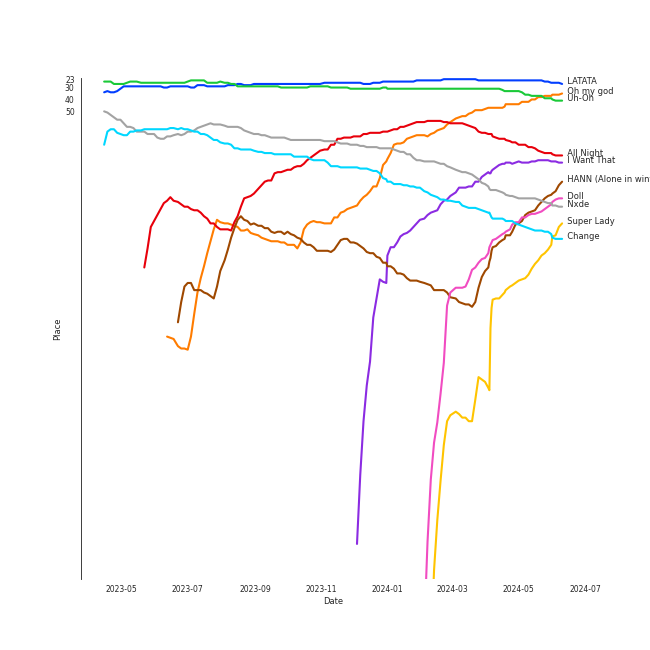 23
30
40
50
LATATA
Oh my god
Uh-Oh
All Night
I Want That
HANN (Alone in win
Doll
Nxde
Super Lady
Change
Place
2023-05
2023-07
2023-09
2023-11
2024-01
2024-03
2024-05
2024-07
Date